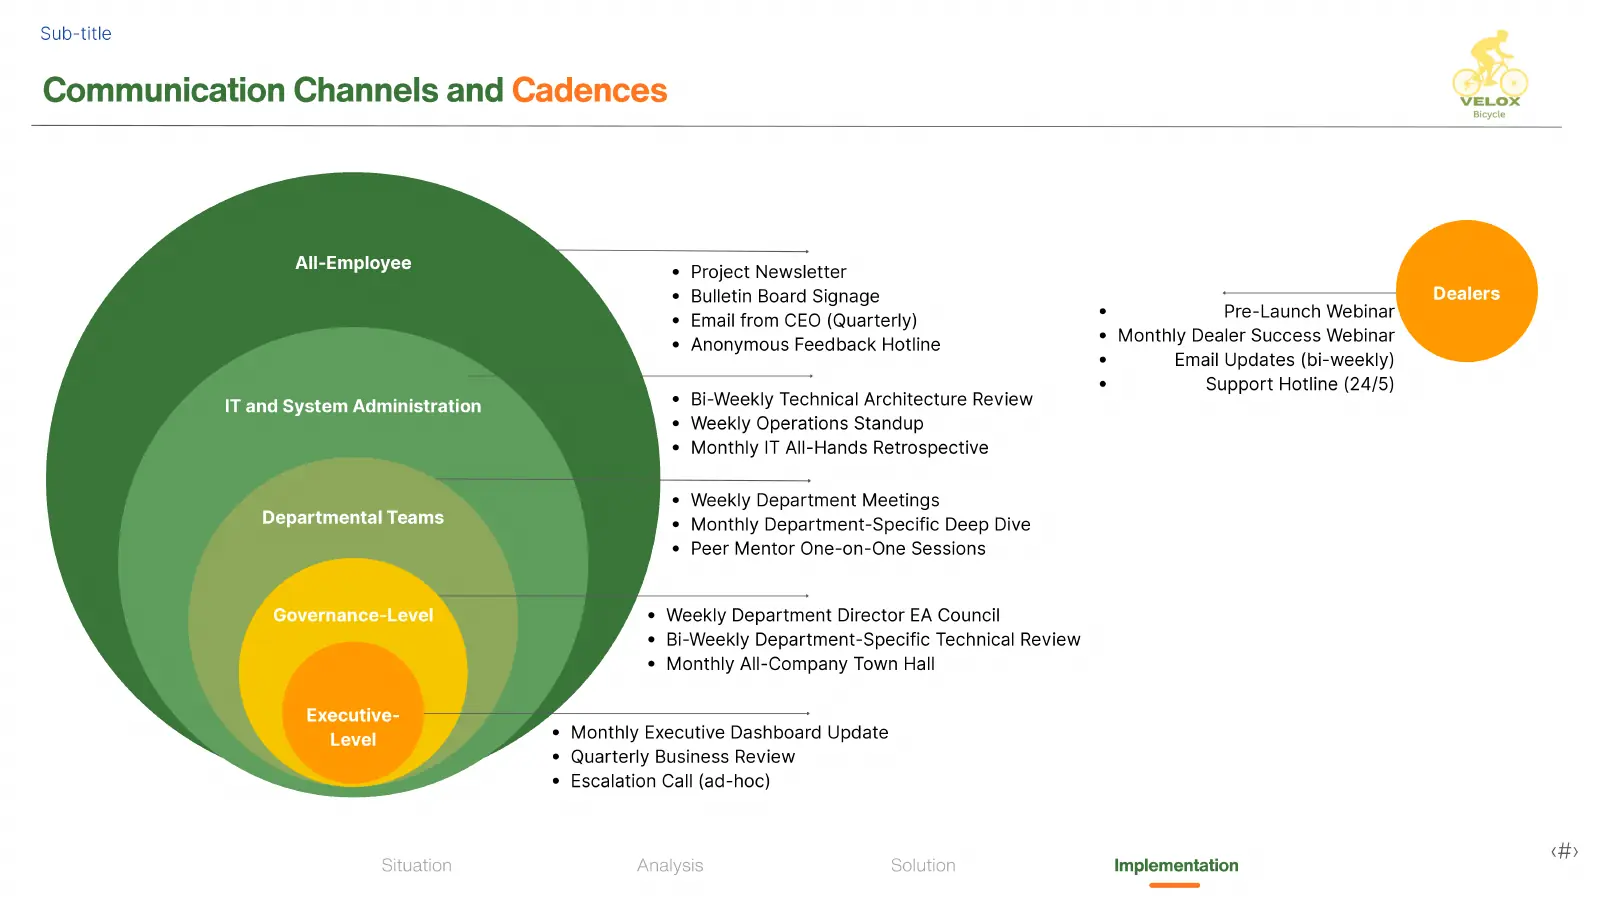 Sub-title
Communication Channels and Cadences
VELOX
Bicycle
All-Employee
• Project Newsletter
• Bulletin Board Signage
• Email from CEO (Quarterly)
• Anonymous Feedback Hotline
IT and System Administration
• Bi-Weekly Technical Architecture Review
• Weekly Operations Standup
• Monthly IT All-Hands Retrospective
Departmental Teams
• Weekly Department Meetings
• Monthly Department-Specific Deep Dive
• Peer Mentor One-on-One Sessions
Governance-Level
• Weekly Department Director EA Council
• Bi-Weekly Department-Specific Technical Review
• Monthly All-Company Town Hall
Executive-
Level
• Monthly Executive Dashboard Update
• Quarterly Business Review
• Escalation Call (ad-hoc)
Dealers
• Pre-Launch Webinar
• Monthly Dealer Success Webinar
• Email Updates (bi-weekly)
• Support Hotline (24/5)
Situation
Analysis
Solution
Implementation
‹#›